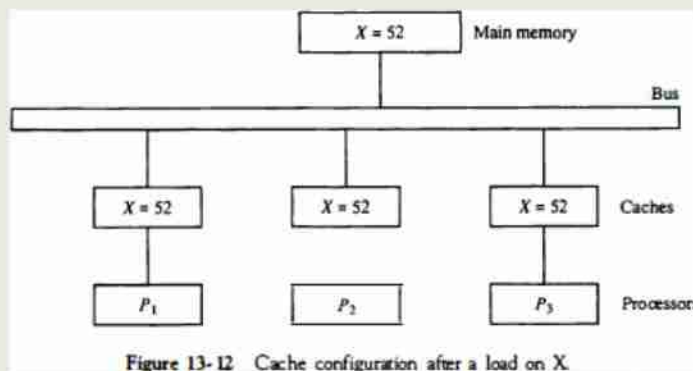 X = 52 Main memory
Bus
X = 52 X = 52 X = 52 Caches
P1 P2 P3 Processor
Figure 13-12 Cache configuration after a load on X.